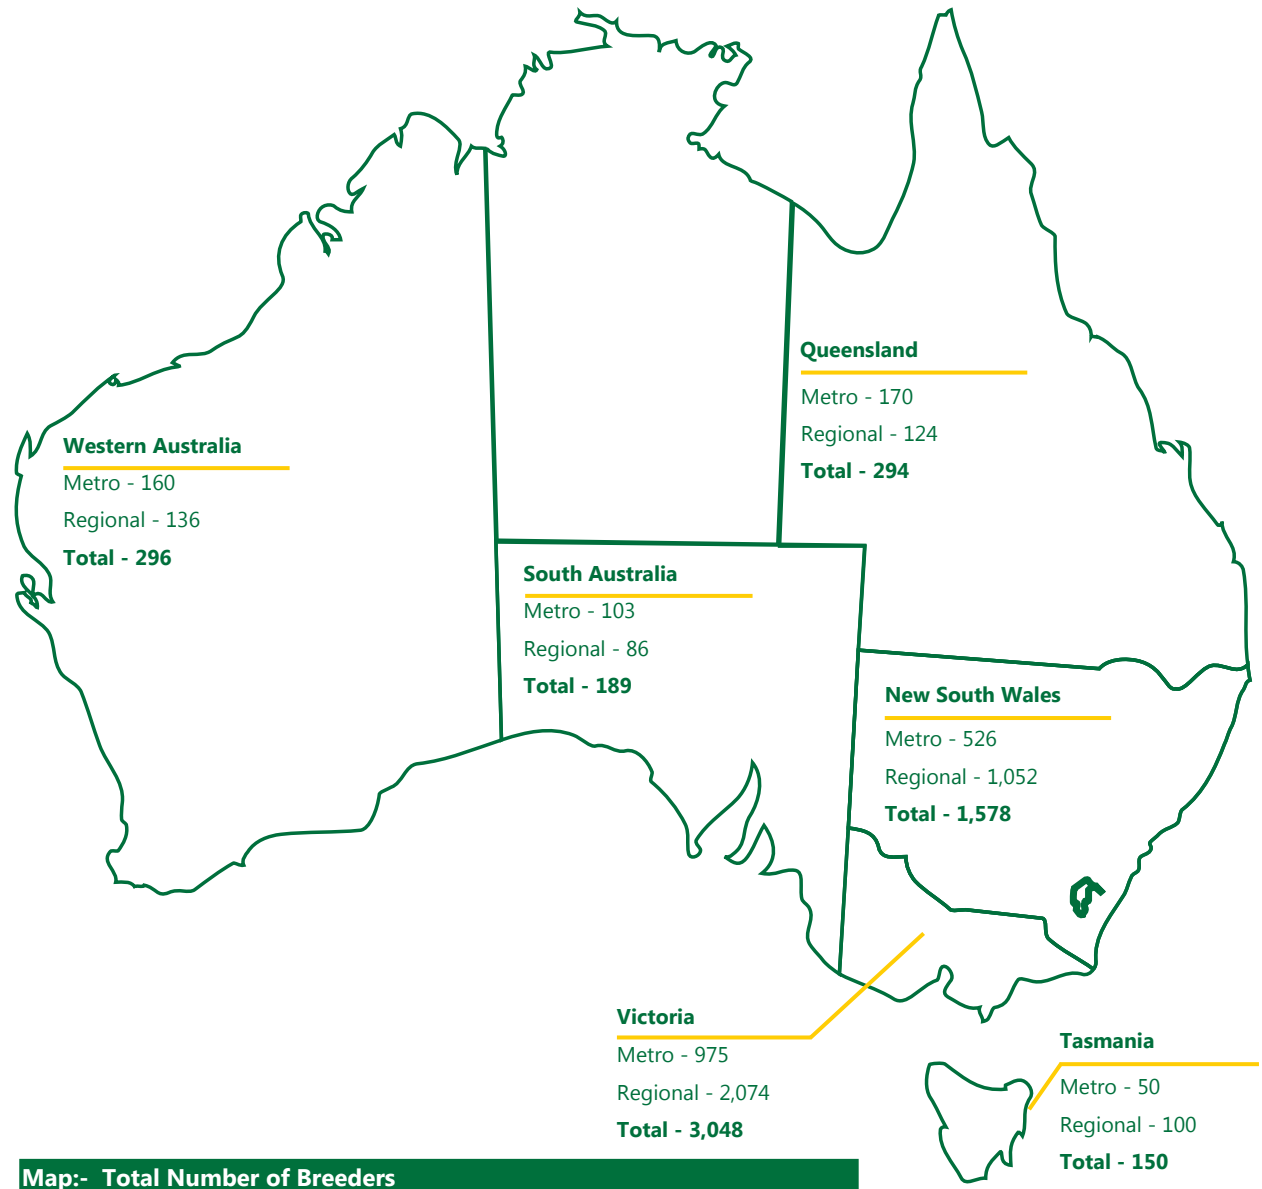 Queensland
Metro - 170
Regional - 124
Total - 294
Western Australia
Metro - 160
Regional - 136
Total - 296
South Australia
Metro - 103
Regional - 86
Total - 189
New South Wales
Metro - 526
Regional - 1,052
Total - 1,578
Victoria
Metro - 975
Regional - 2,074
Total - 3,048
Tasmania
Metro - 50
Regional - 100
Total - 150
Map:- Total Number of Breeders